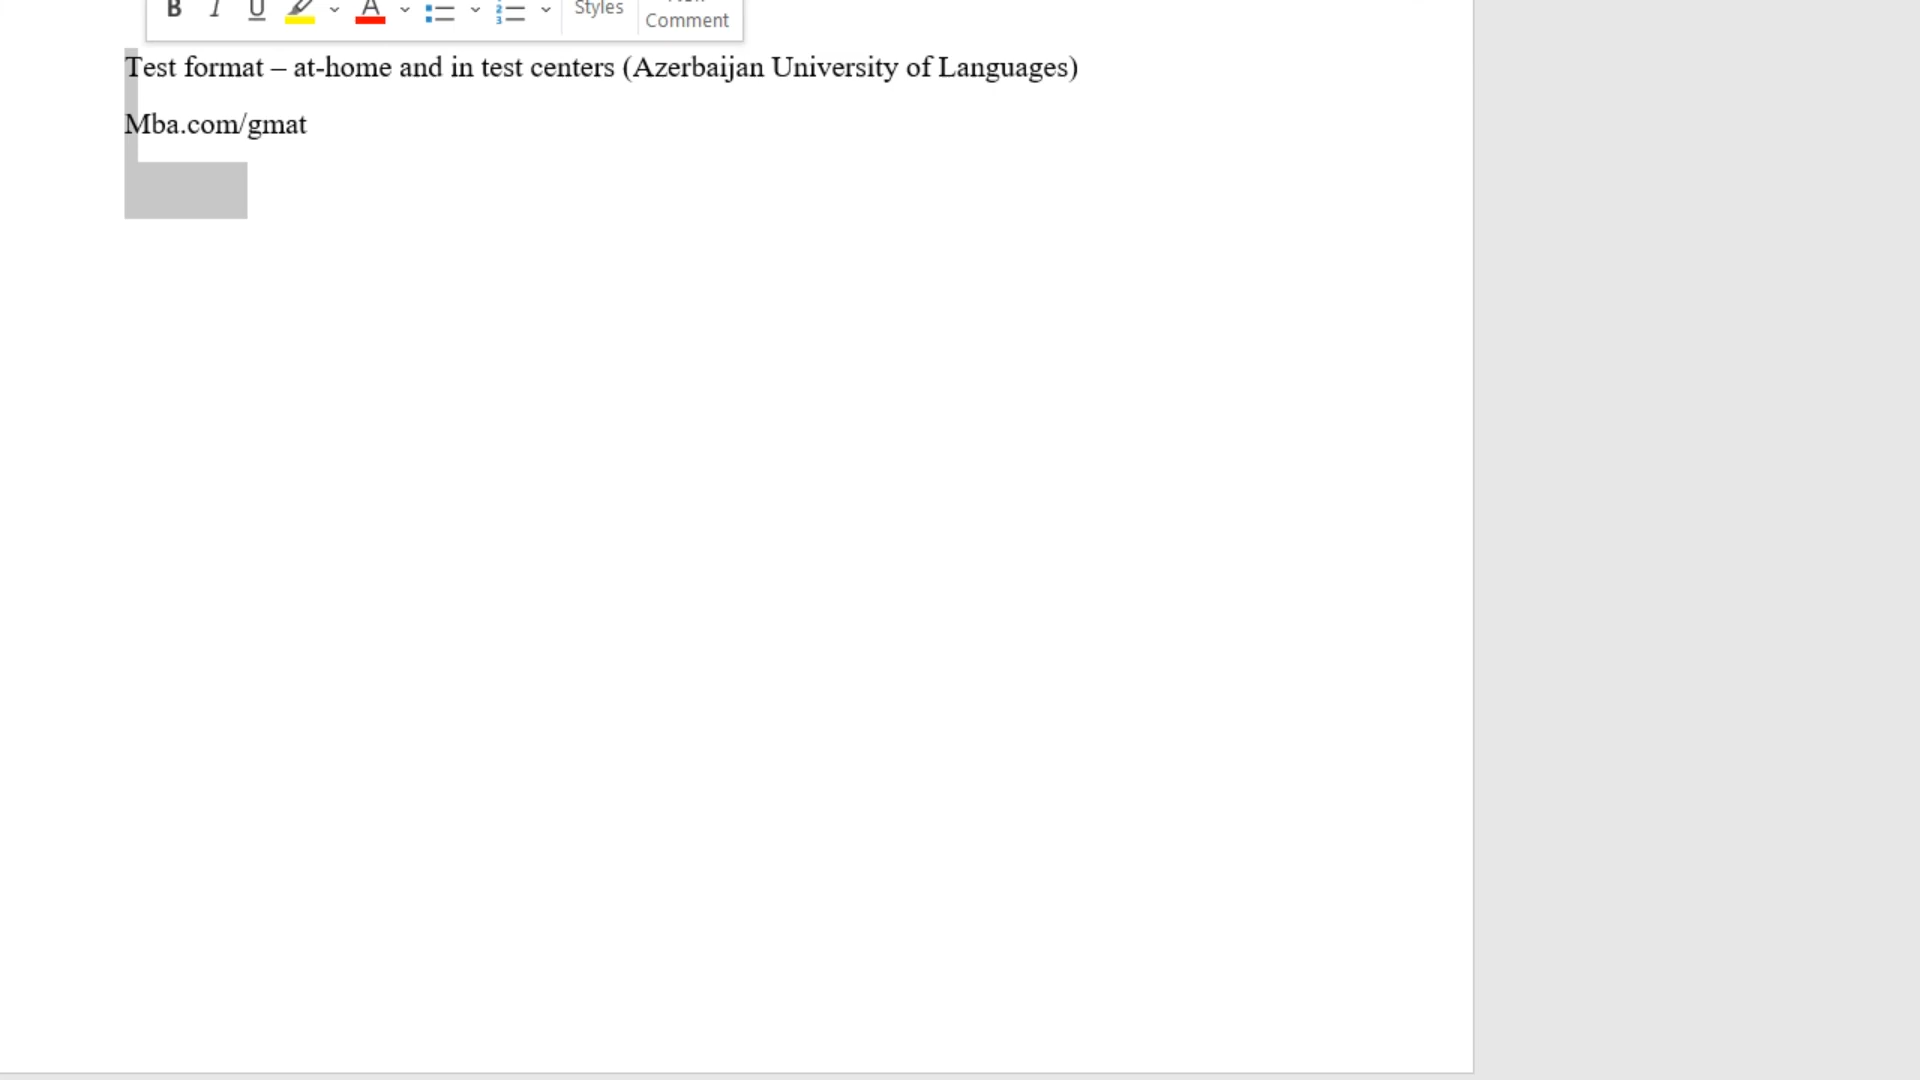 B I U A Styles
Comment
Test format – at-home and in test centers (Azerbaijan University of Languages)
Mba.com/gmat